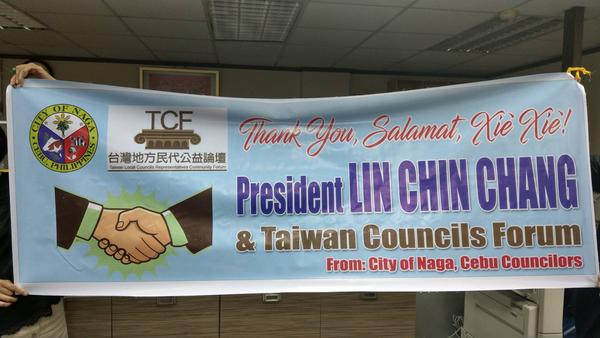 CITY OF NAGA
CEBU, PHILIPPINES
TCF
台灣地方民代公益論壇
Taiwan Local Councils Representatives Community Forum
Thank You, Salamat, Xiè Xiè!
President LIN CHIN CHANG
& Taiwan Councils Forum
From: City of Naga, Cebu Councilors